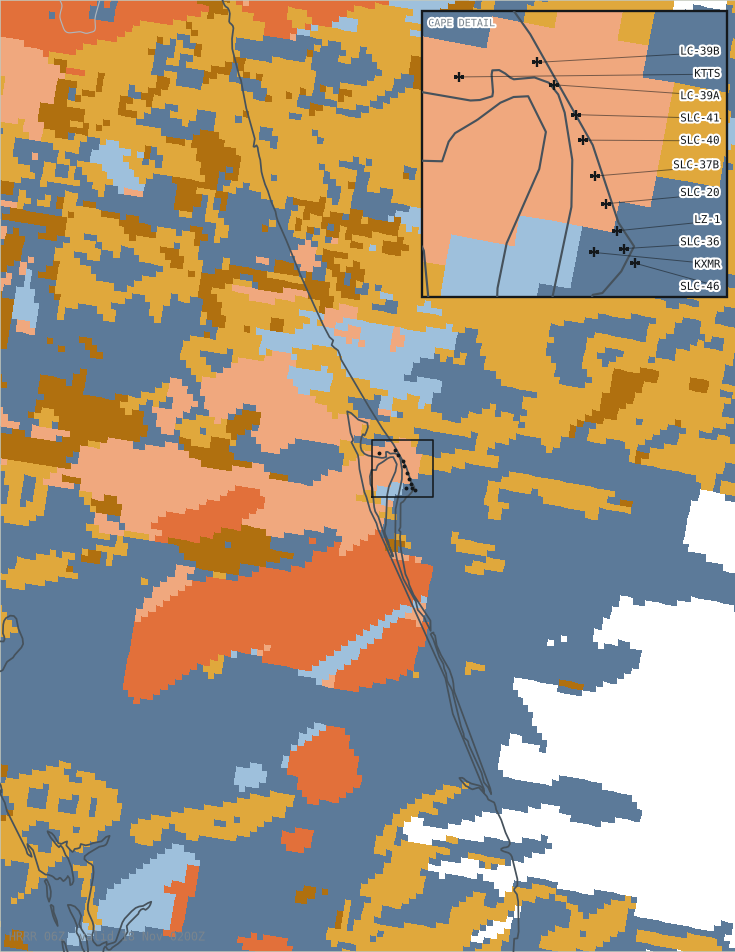 CAPE DETAIL
LC-39B
KTTS
LC-39A
SLC-41
SLC-40
SLC-37B
SLC-20
LZ-1
SLC-36
KXMR
SLC-46